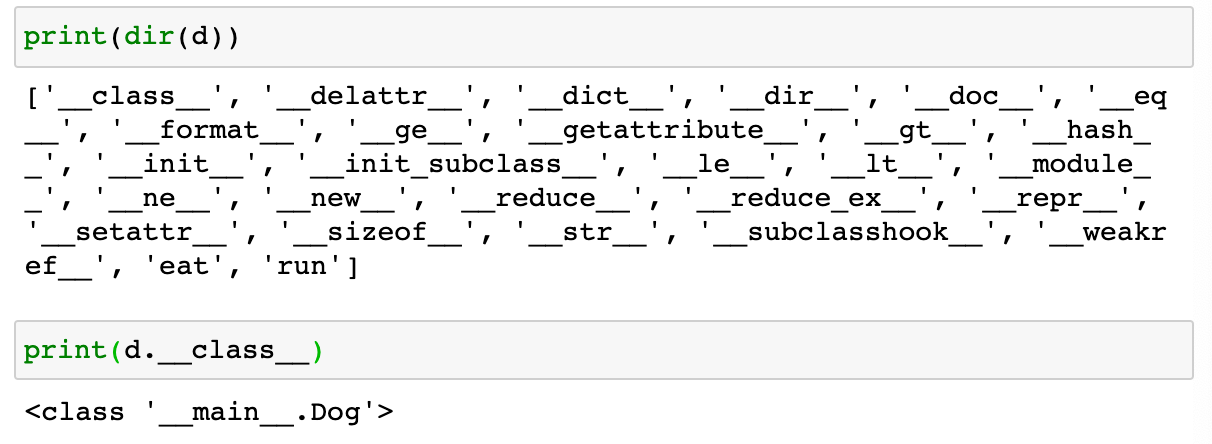 print(dir(d))
['__class__', '__delattr__', '__dict__', '__dir__', '__doc__', '__eq
__', '__format__', '__ge__', '__getattribute__', '__gt__', '__hash_
_', '__init__', '__init_subclass__', '__le__', '__lt__', '__module_
_', '__ne__', '__new__', '__reduce__', '__reduce_ex__', '__repr__',
'__setattr__', '__sizeof__', '__str__', '__subclasshook__', '__weakr
ef__', 'eat', 'run']
print(d.__class__)
<class '__main__.Dog'>